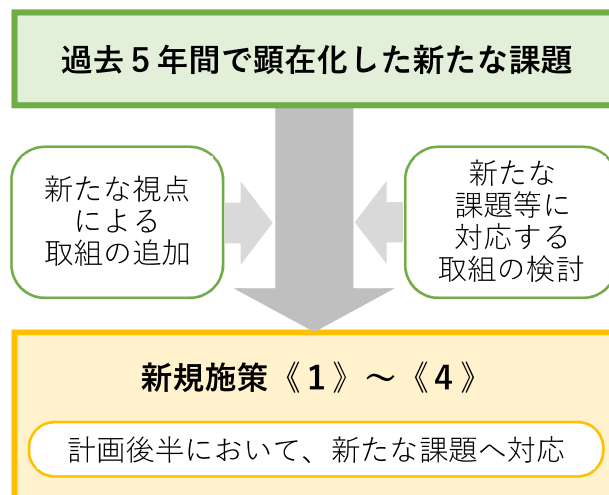 過去５年間で顕在化した新たな課題
新たな視点
による
取組の追加
新たな
課題等に
対応する
取組の検討
新規施策《１》～《４》
計画後半において、新たな課題へ対応